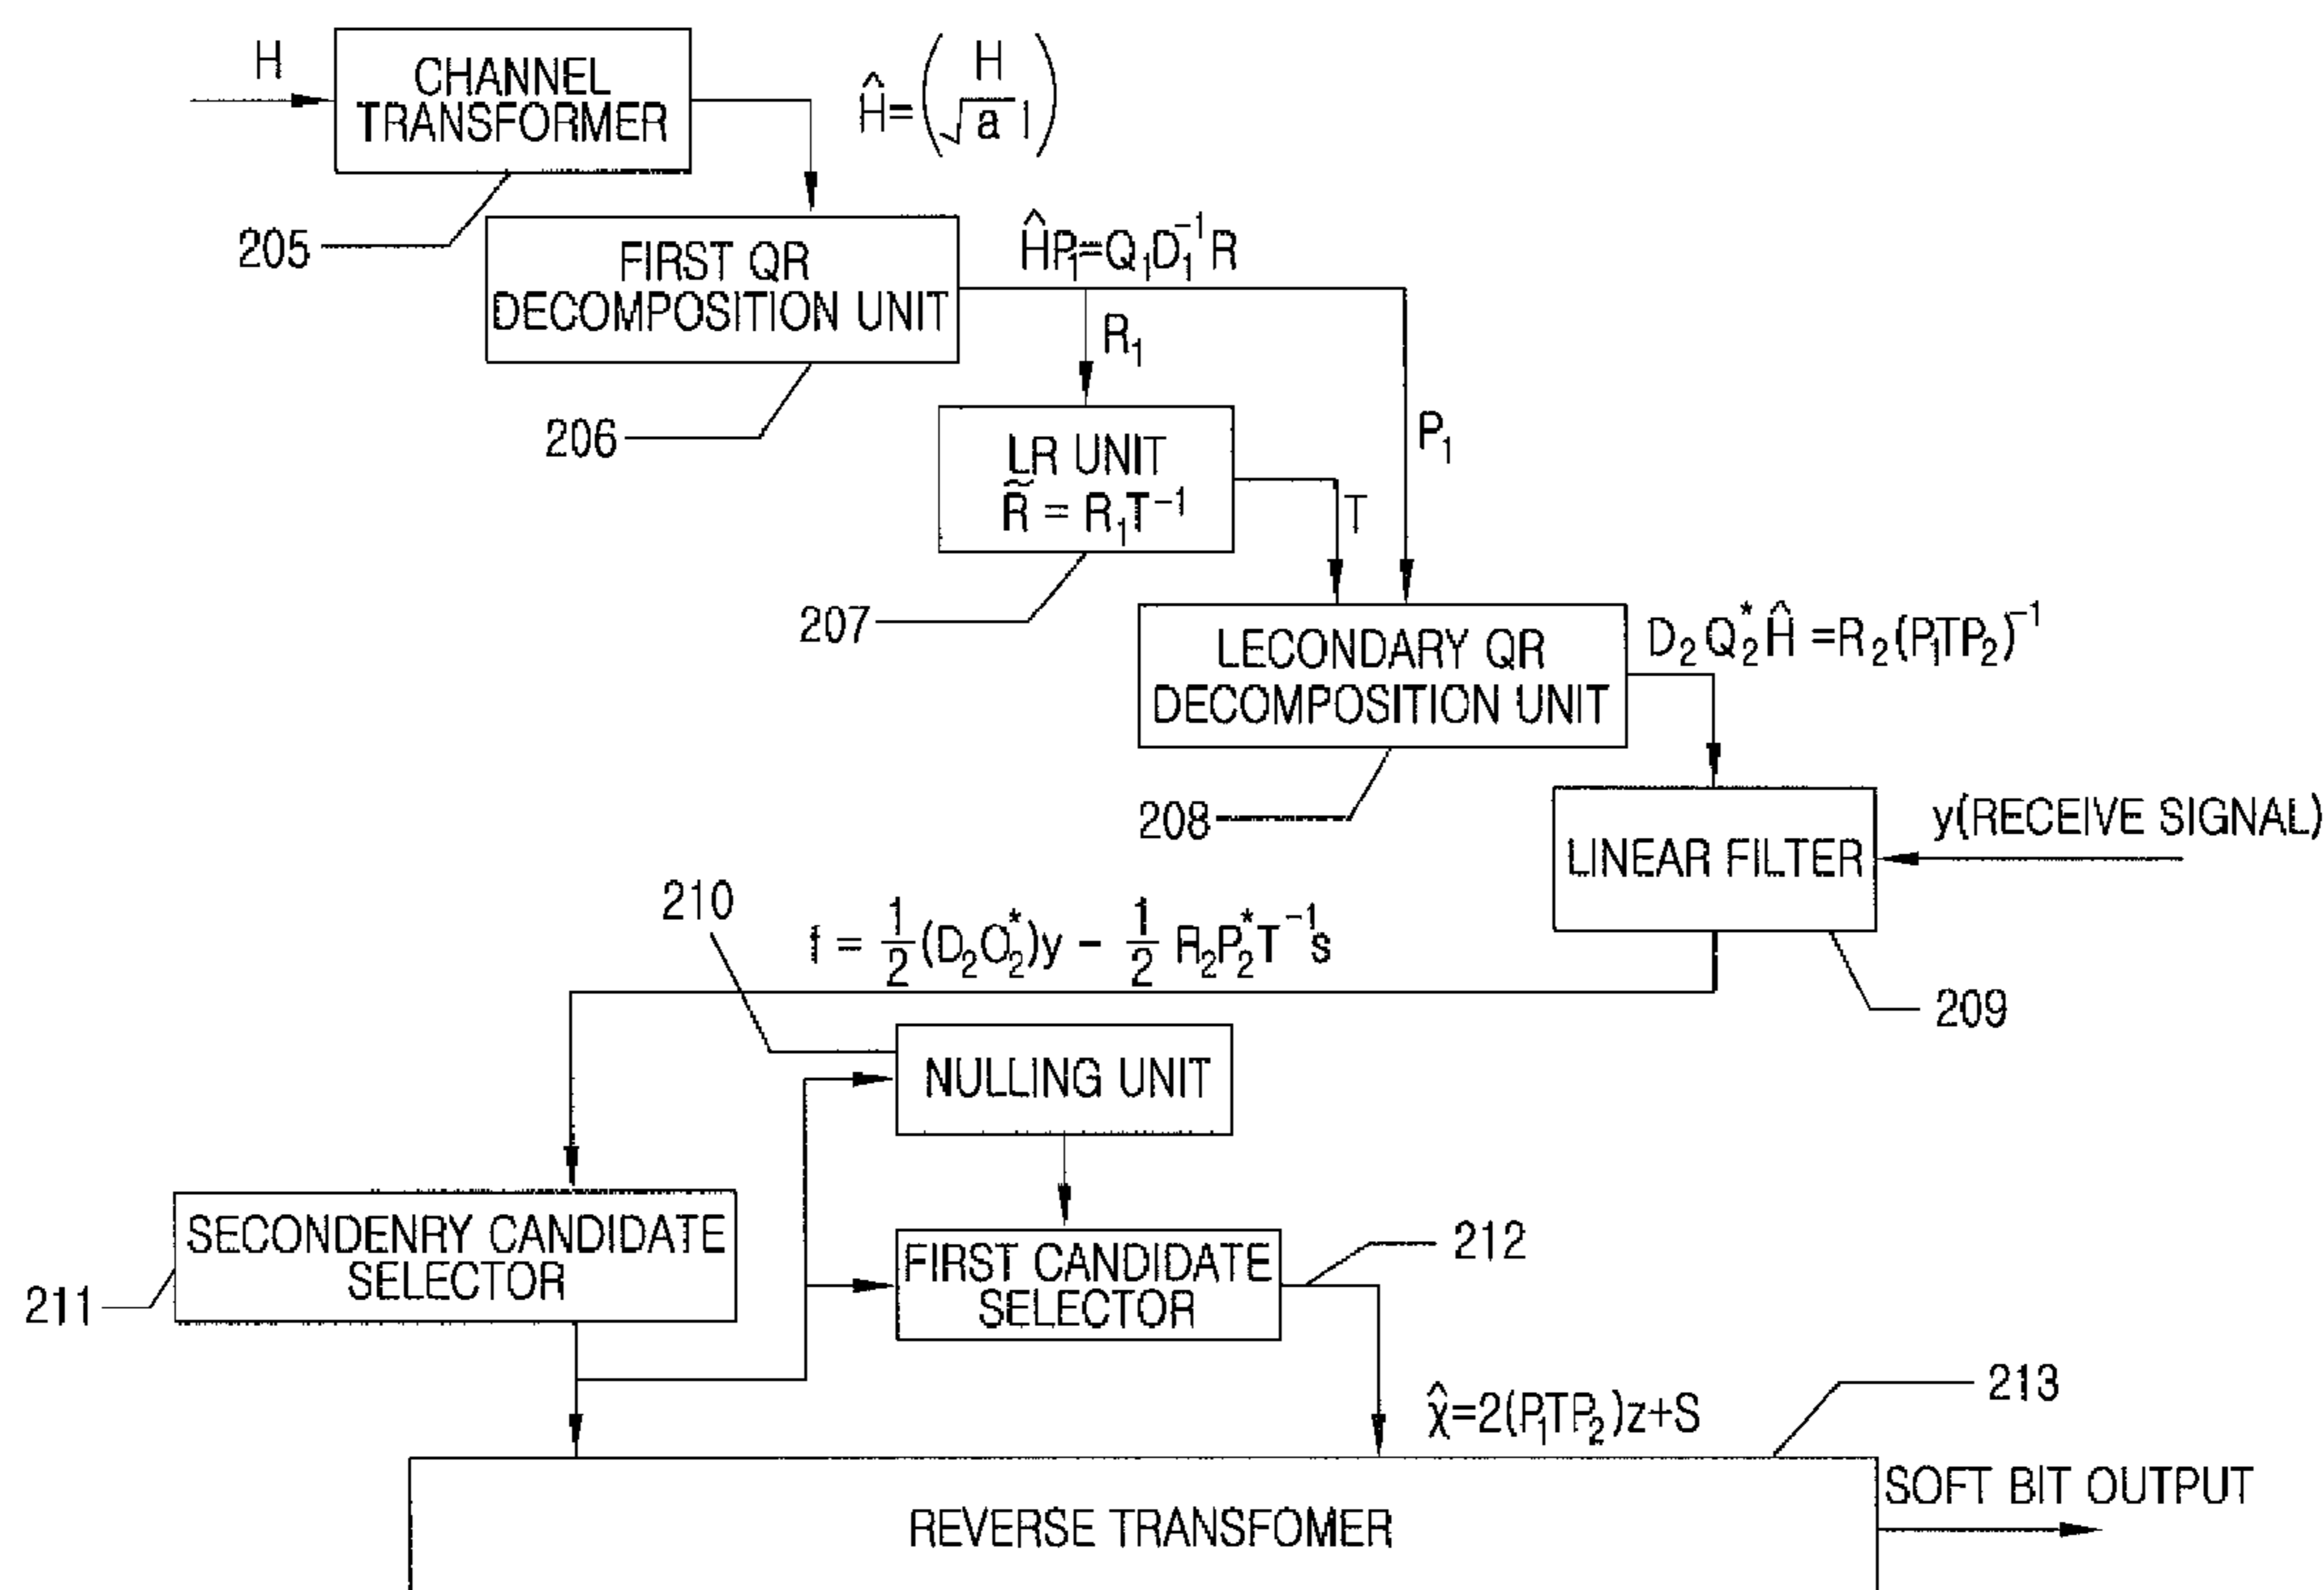 H
CHANNEL
TRANSFORMER
Ĥ=(H / √a 1)
205
FIRST QR
DECOMPOSITION UNIT
ĤP₁=Q₁D₁⁻¹R
206
R₁
P₁
LR UNIT
R̃ = R₁T⁻¹
T
207
LECONDARY QR
DECOMPOSITION UNIT
D₂Q₂*Ĥ =R₂(P₁TP₂)⁻¹
208
y(RECEIVE SIGNAL)
LINEAR FILTER
209
210
f = 1/2 (D₂Q₂*)y - 1/2 R₂P₂*T⁻¹s
NULLING UNIT
SECONDENRY CANDIDATE
SELECTOR
211
FIRST CANDIDATE
SELECTOR
212
x̂=2(P₁TP₂)z+S
213
REVERSE TRANSFOMER
SOFT BIT OUTPUT